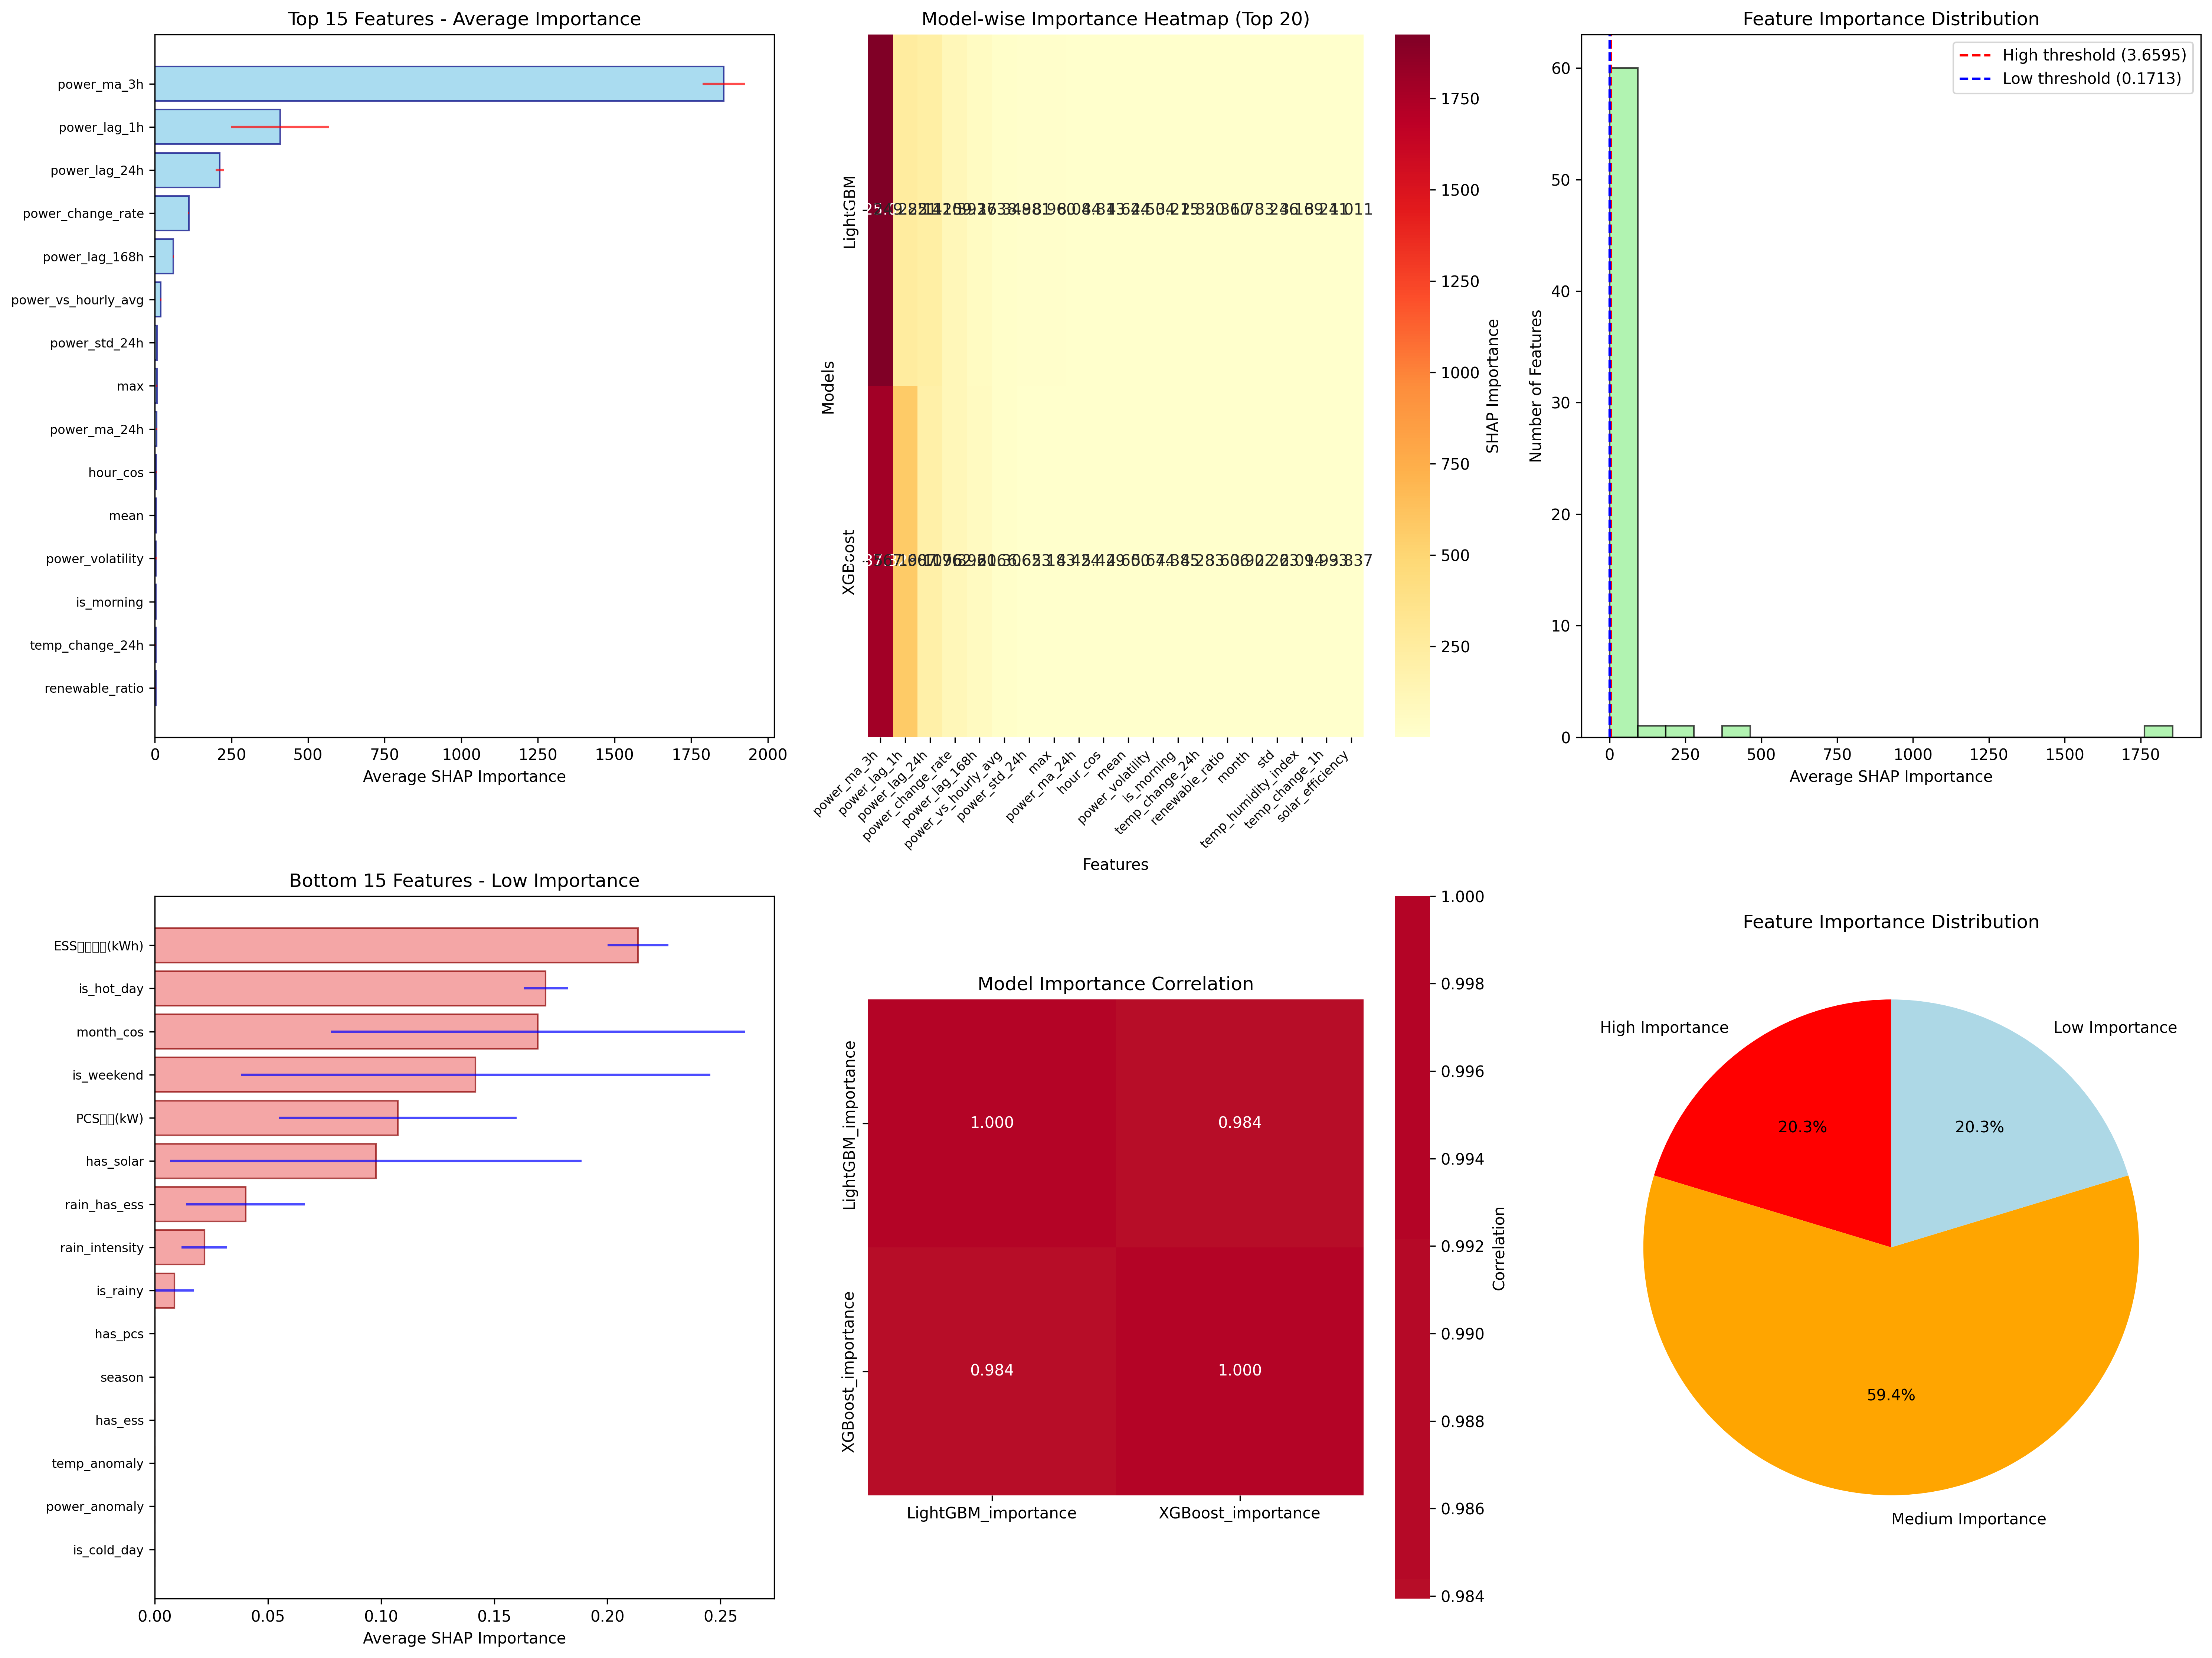 Top 15 Features - Average Importance
power_ma_3h
power_lag_1h
power_lag_24h
power_change_rate
power_lag_168h
power_vs_hourly_avg
power_std_24h
max
power_ma_24h
hour_cos
mean
power_volatility
is_morning
temp_change_24h
renewable_ratio
0 250 500 750 1000 1250 1500 1750 2000
Average SHAP Importance
Model-wise Importance Heatmap (Top 20)
Models
LightGBM
XGBoost
power_ma_3h
power_lag_1h
power_lag_24h
power_change_rate
power_lag_168h
power_vs_hourly_avg
power_std_24h
max
power_ma_24h
hour_cos
mean
power_volatility
is_morning
temp_change_24h
renewable_ratio
month
std
temp_humidity_index
temp_change_1h
solar_efficiency
Features
1750
1500
1250
1000
750
500
250
SHAP Importance
Feature Importance Distribution
High threshold (3.6595)
Low threshold (0.1713)
Number of Features
60
50
40
30
20
10
0
0 250 500 750 1000 1250 1500 1750
Average SHAP Importance
Bottom 15 Features - Low Importance
ESS□□□□(kWh)
is_hot_day
month_cos
is_weekend
PCS□□(kW)
has_solar
rain_has_ess
rain_intensity
is_rainy
has_pcs
season
has_ess
temp_anomaly
power_anomaly
is_cold_day
0.00 0.05 0.10 0.15 0.20 0.25
Average SHAP Importance
Model Importance Correlation
LightGBM_importance
XGBoost_importance
1.000 0.984
0.984 1.000
LightGBM_importance XGBoost_importance
1.000
0.998
0.996
0.994
0.992
0.990
0.988
0.986
0.984
Correlation
Feature Importance Distribution
High Importance
Low Importance
20.3% 20.3%
59.4%
Medium Importance